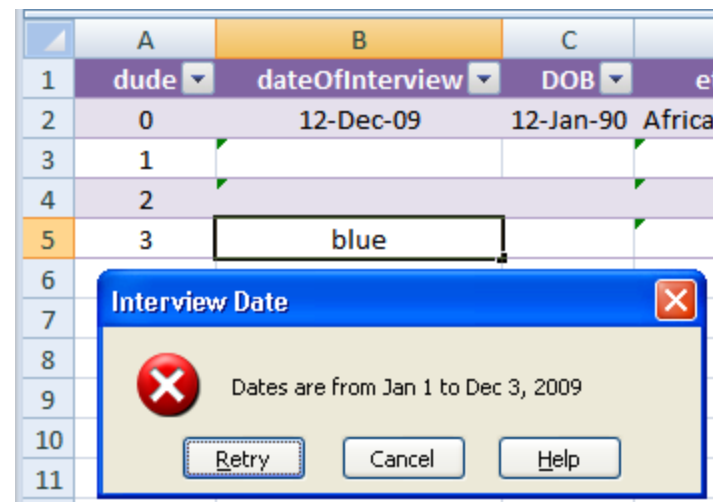 A B C
1 dude dateOfInterview DOB
2 0 12-Dec-09 12-Jan-90 Africa
3 1
4 2
5 3 blue
6
7
8
9
10
11
Interview Date
Dates are from Jan 1 to Dec 3, 2009
Retry Cancel Help